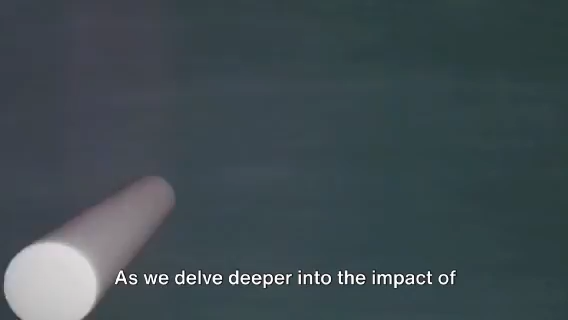 As we delve deeper into the impact of